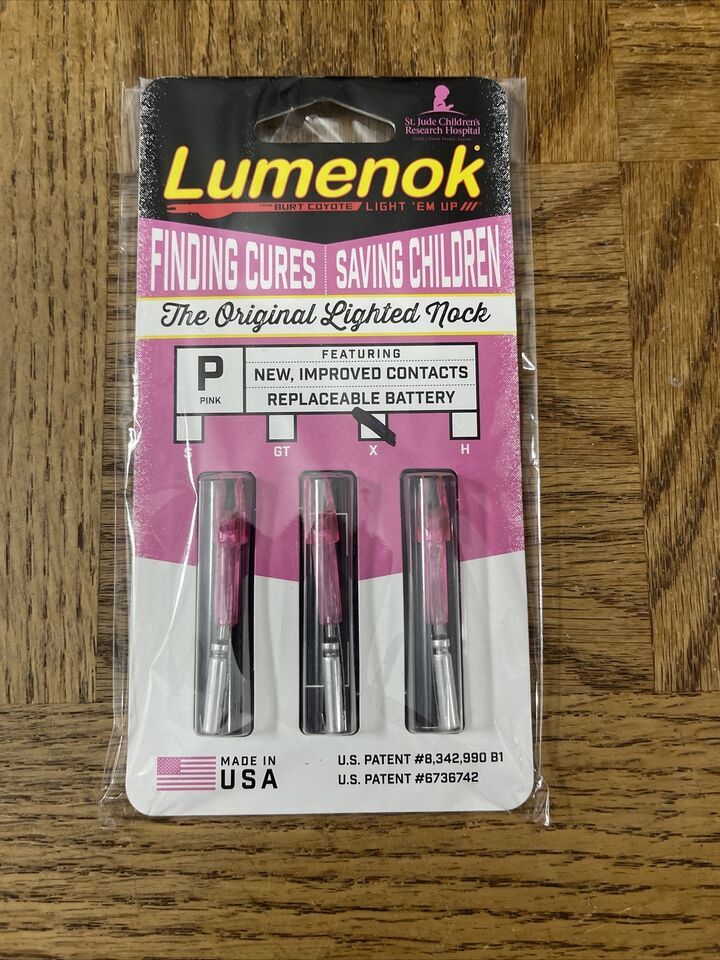 St. Jude Children's
Research Hospital
Lumenok®
BURT COYOTE LIGHT 'EM UP
FINDING CURES SAVING CHILDREN
The Original Lighted Nock
P
PINK
FEATURING
NEW, IMPROVED CONTACTS
REPLACEABLE BATTERY
S GT X H
MADE IN
USA
U.S. PATENT #8,342,990 B1
U.S. PATENT #6736742